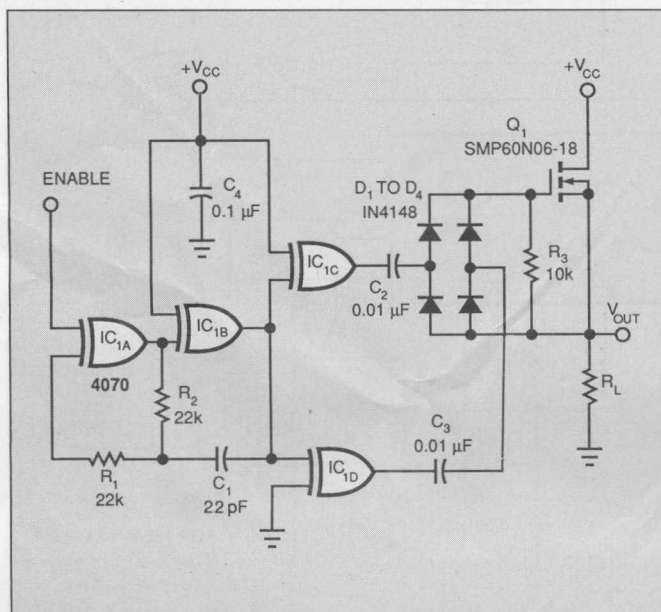 +VCC
+VCC
Q1
SMP60N06-18
ENABLE
C4
0.1 µF
D1 TO D4
IN4148
IC1C
C2
0.01 µF
R3
10k
IC1A
4070
IC1B
VOUT
R2
22k
RL
C3
0.01 µF
R1
22k
C1
22 pF
IC1D